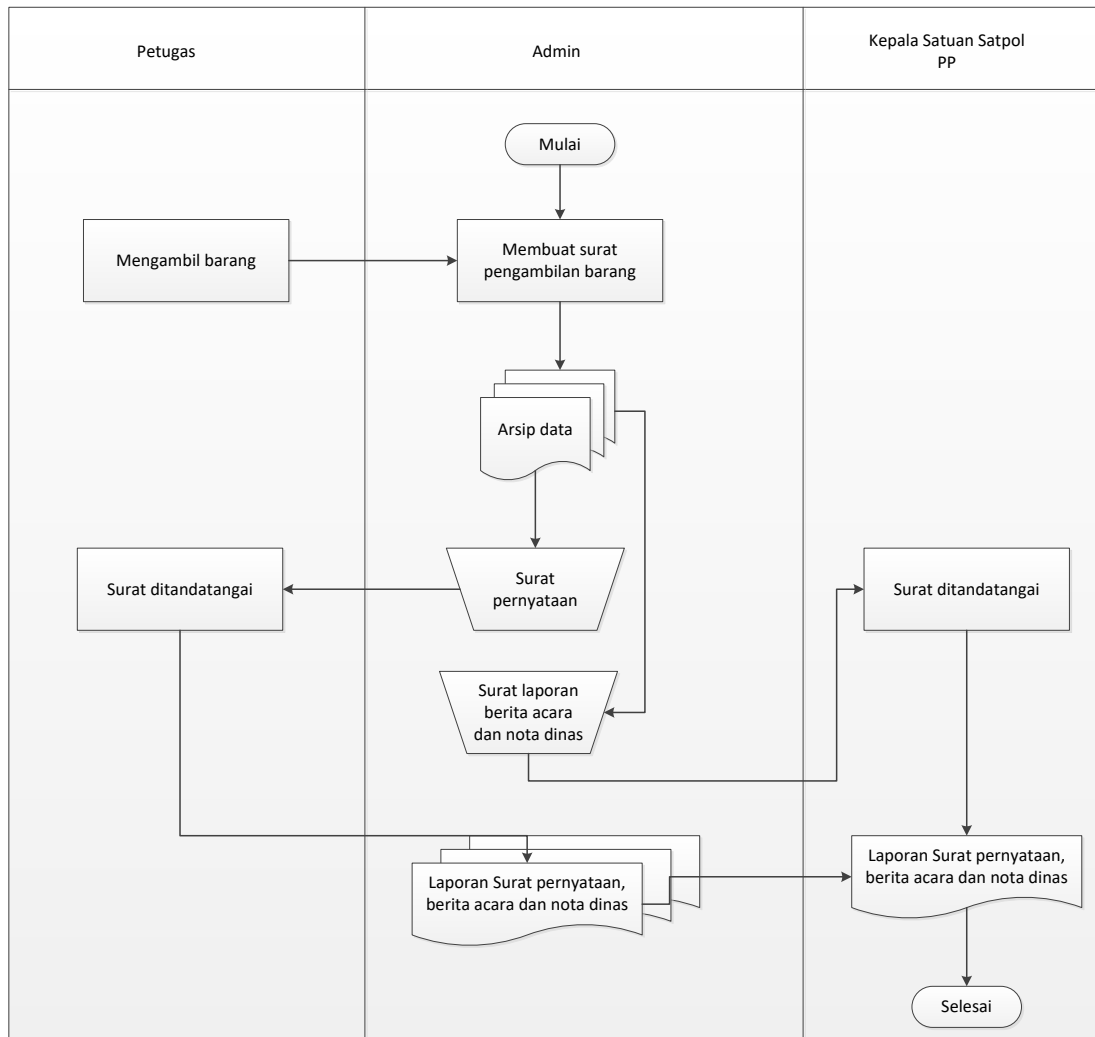 Petugas
Admin
Kepala Satuan Satpol
PP
Mulai
Mengambil barang
Membuat surat
pengambilan barang
Arsip data
Surat ditandatangai
Surat
pernyataan
Surat ditandatangai
Surat laporan
berita acara
dan nota dinas
Laporan Surat pernyataan,
berita acara dan nota dinas
Laporan Surat pernyataan,
berita acara dan nota dinas
Selesai